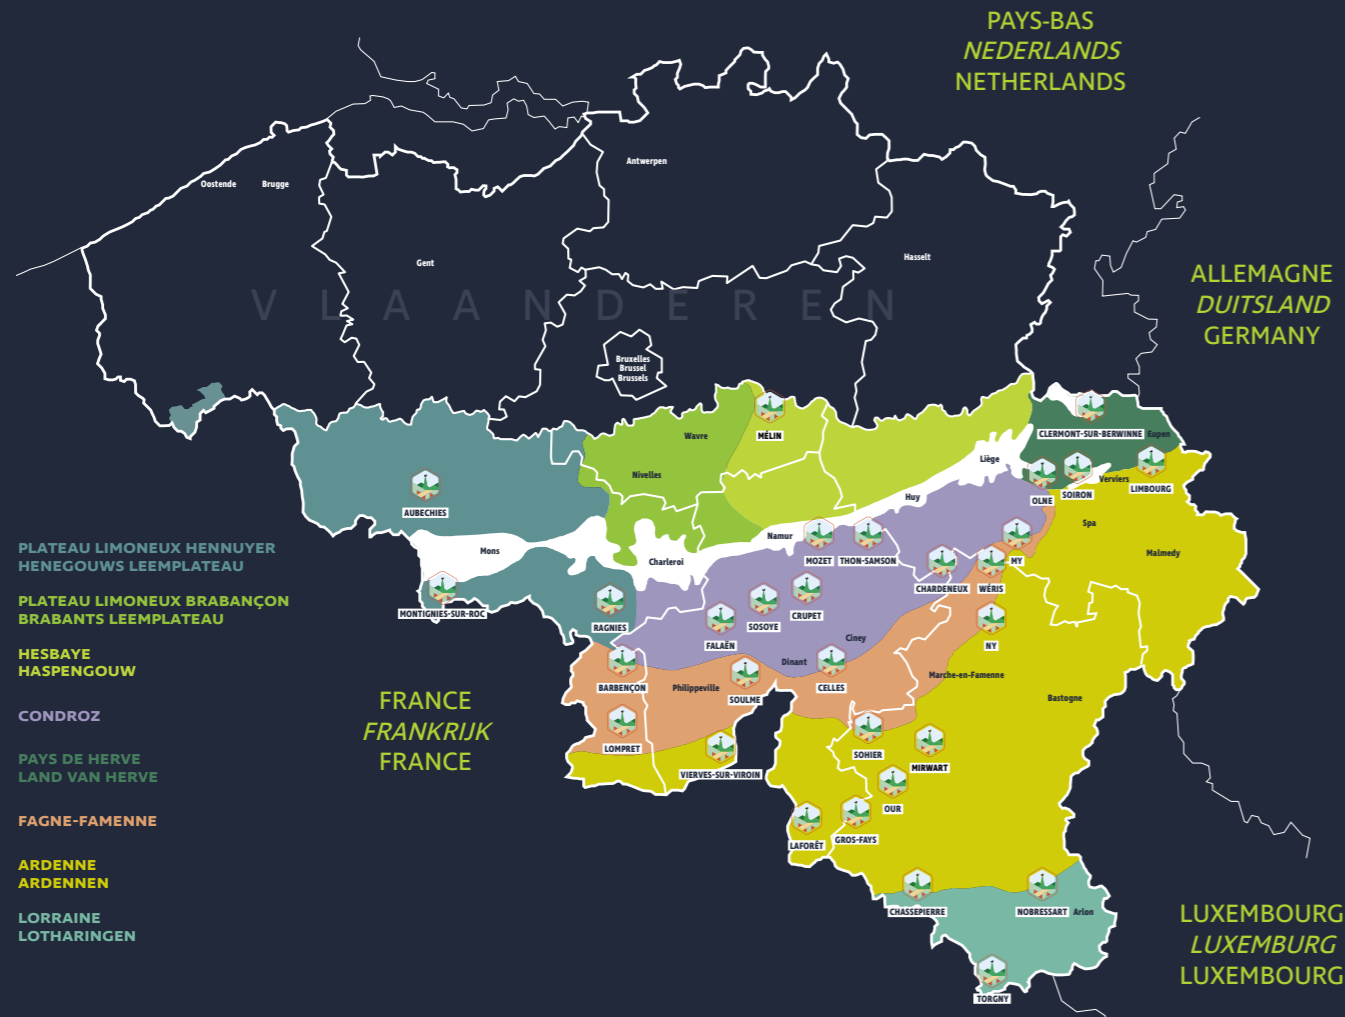 PAYS-BAS
NEDERLANDS
NETHERLANDS
Antwerpen
Oostende
Brugge
Gent
Hasselt
ALLEMAGNE
DUITSLAND
GERMANY
VLAANDEREN
Bruxelles
Brussel
Brussels
MÉLIN
Wavre
CLERMONT-SUR-BERWINNE
Eupen
Liège
Nivelles
Verviers
LIMBOURG
SOIRON
OLNE
Huy
AUBECHIES
Spa
Namur
PLATEAU LIMONEUX HENNUYER
HENEGOUWS LEEMPLATEAU
Mons
Charleroi
MOZET
THON-SAMSON
MY
Malmedy
CHARDENEUX
WÉRIS
PLATEAU LIMONEUX BRABANÇON
BRABANTS LEEMPLATEAU
MONTIGNIES-SUR-ROC
RAGNIES
CRUPET
SOSOYE
FALAËN
Ciney
NY
HESBAYE
HASPENGOUW
Dinant
Marche-en-Famenne
BARBENÇON
Philippeville
SOULME
CELLES
Bastogne
FRANCE
FRANKRIJK
FRANCE
CONDROZ
LOMPRET
SOHIER
MIRWART
PAYS DE HERVE
LAND VAN HERVE
VIERVES-SUR-VIROIN
OUR
FAGNE-FAMENNE
LAFORÊT
GROS-FAYS
ARDENNE
ARDENNEN
CHASSEPIERRE
NOBRESSART
Arlon
LORRAINE
LOTHARINGEN
LUXEMBOURG
LUXEMBURG
LUXEMBOURG
TORGNY